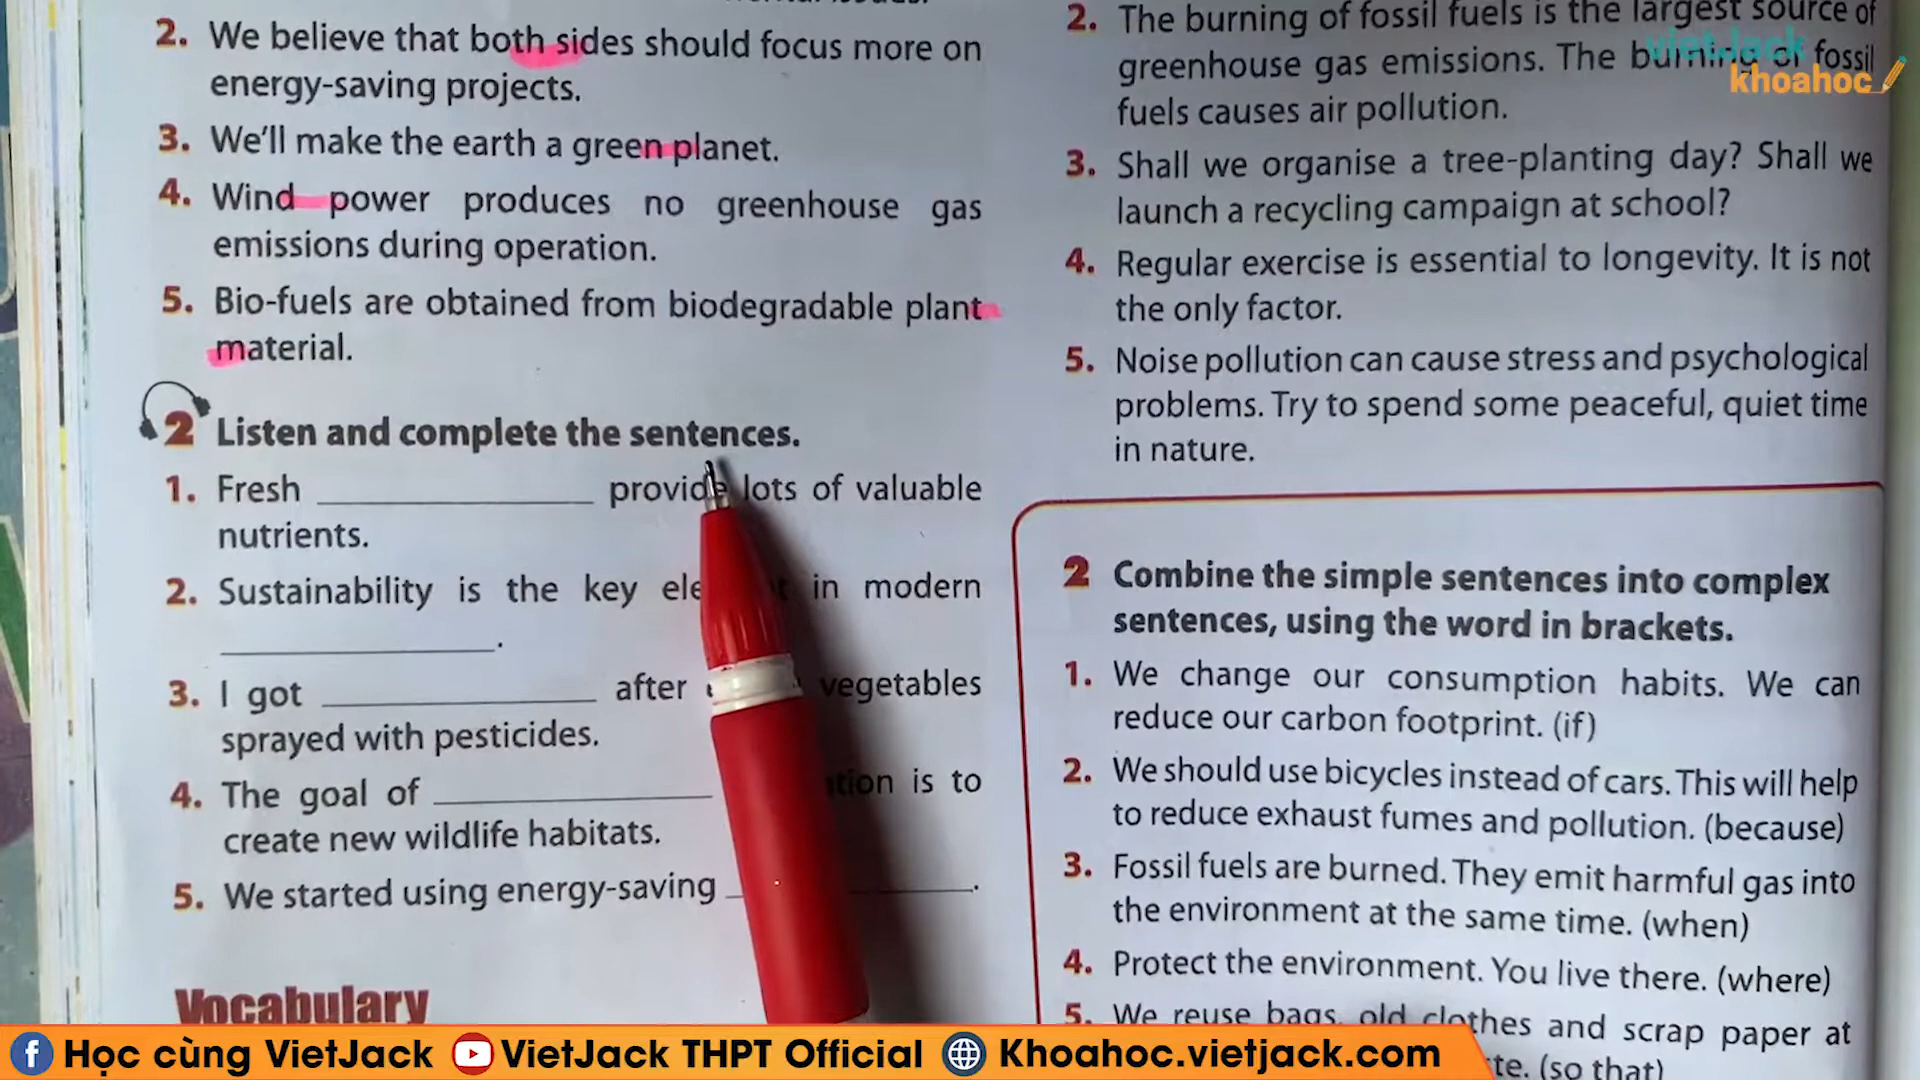 2. We believe that both sides should focus more on
energy-saving projects.
3. We'll make the earth a green planet.
4. Wind power produces no greenhouse gas
emissions during operation.
5. Bio-fuels are obtained from biodegradable plant
material.
2 Listen and complete the sentences.
1. Fresh ____________ provide lots of valuable
nutrients.
2. Sustainability is the key in modern
____________.
3. I got ____________ after vegetables
sprayed with pesticides.
4. The goal of ____________ is to
create new wildlife habitats.
5. We started using energy-saving ____________.
Vocabulary
2. The burning of fossil fuels is the largest source of
greenhouse gas emissions. The burning of fossil
fuels causes air pollution.
3. Shall we organise a tree-planting day? Shall we
launch a recycling campaign at school?
4. Regular exercise is essential to longevity. It is not
the only factor.
5. Noise pollution can cause stress and psychological
problems. Try to spend some peaceful, quiet time
in nature.
2 Combine the simple sentences into complex
sentences, using the word in brackets.
1. We change our consumption habits. We can
reduce our carbon footprint. (if)
2. We should use bicycles instead of cars. This will help
to reduce exhaust fumes and pollution. (because)
3. Fossil fuels are burned. They emit harmful gas into
the environment at the same time. (when)
4. Protect the environment. You live there. (where)
5. We reuse bags, old clothes and scrap paper at
(so that)
vietJack
khoahoc
Học cùng VietJack
VietJack THPT Official
Khoahoc.vietjack.com